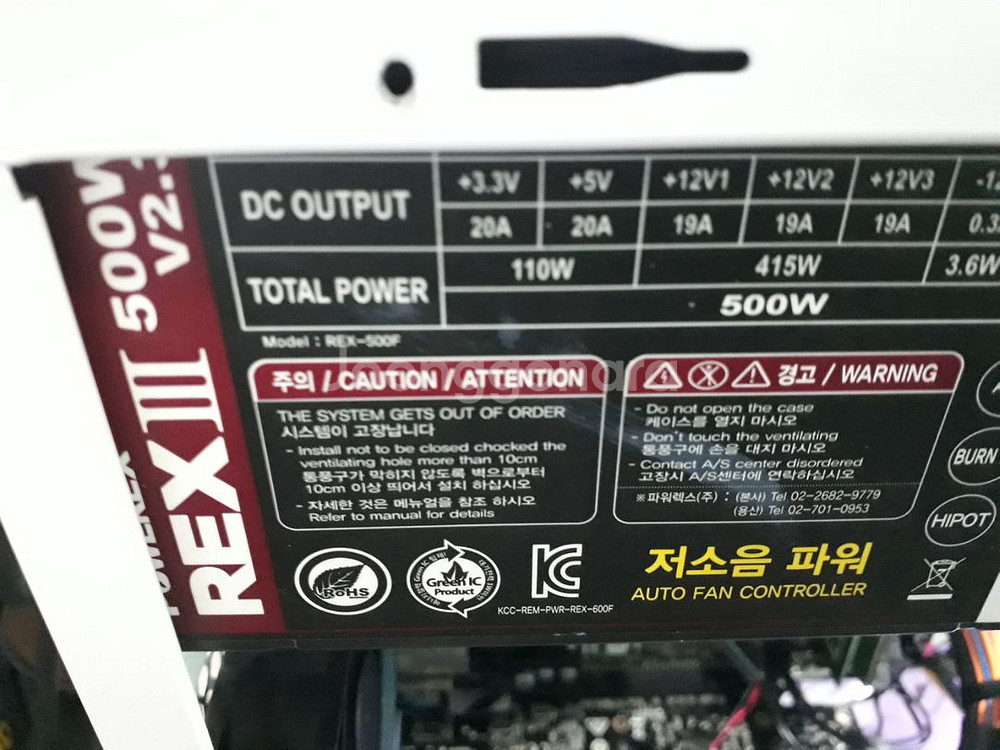 POWEREX
REX III 500W
V2.3
DC OUTPUT +3.3V +5V +12V1 +12V2 +12V3
20A 20A 19A 19A 19A
TOTAL POWER 110W 415W 3.6W
500W
Model : REX-500F
주의 / CAUTION / ATTENTION
THE SYSTEM GETS OUT OF ORDER
시스템이 고장납니다
- Install not to be closed chocked the
ventilating hole more than 10cm
통풍구가 막히지 않도록 벽으로부터
10cm 이상 띄어서 설치 하십시오
- 자세한 것은 메뉴얼을 참조 하시오
Refer to manual for details
경고 / WARNING
- Do not open the case
케이스를 열지 마시오
- Don't touch the ventilating
통풍구에 손을 대지 마시오
- Contact A/S center disordered
고장시 A/S센터에 연락하십시오
※파워렉스(주) : (본사) Tel 02-2682-9779
(용산) Tel 02-701-0953
BURN
HIPOT
RoHS
Green IC
Product
KCC-REM-PWR-REX-600F
저소음 파워
AUTO FAN CONTROLLER
Joonggonara